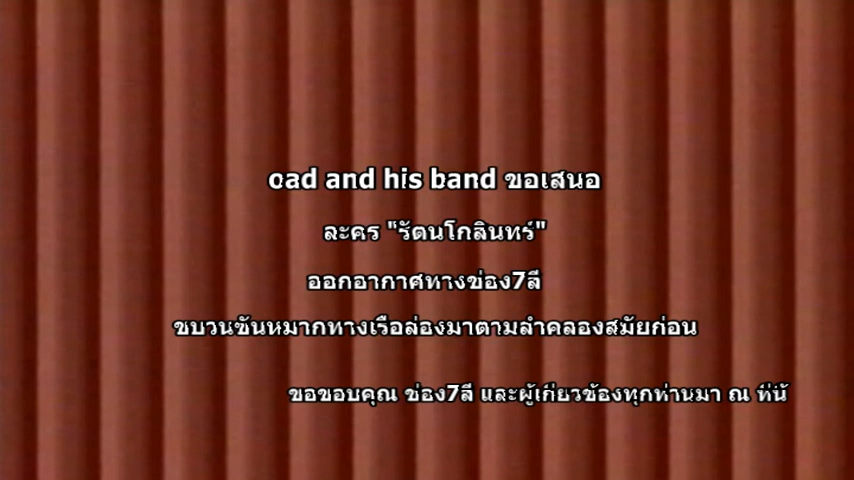 oad and his band ขอเสนอ
ละคร "รัตนโกสินทร์"
ออกอากาศทางช่อง7สี
ขบวนขันหมากทางเรือล่องมาตามลำคลองสมัยก่อน
ขอขอบคุณ ช่อง7สี และผู้เกี่ยวข้องทุกท่านมา ณ ที่นี้